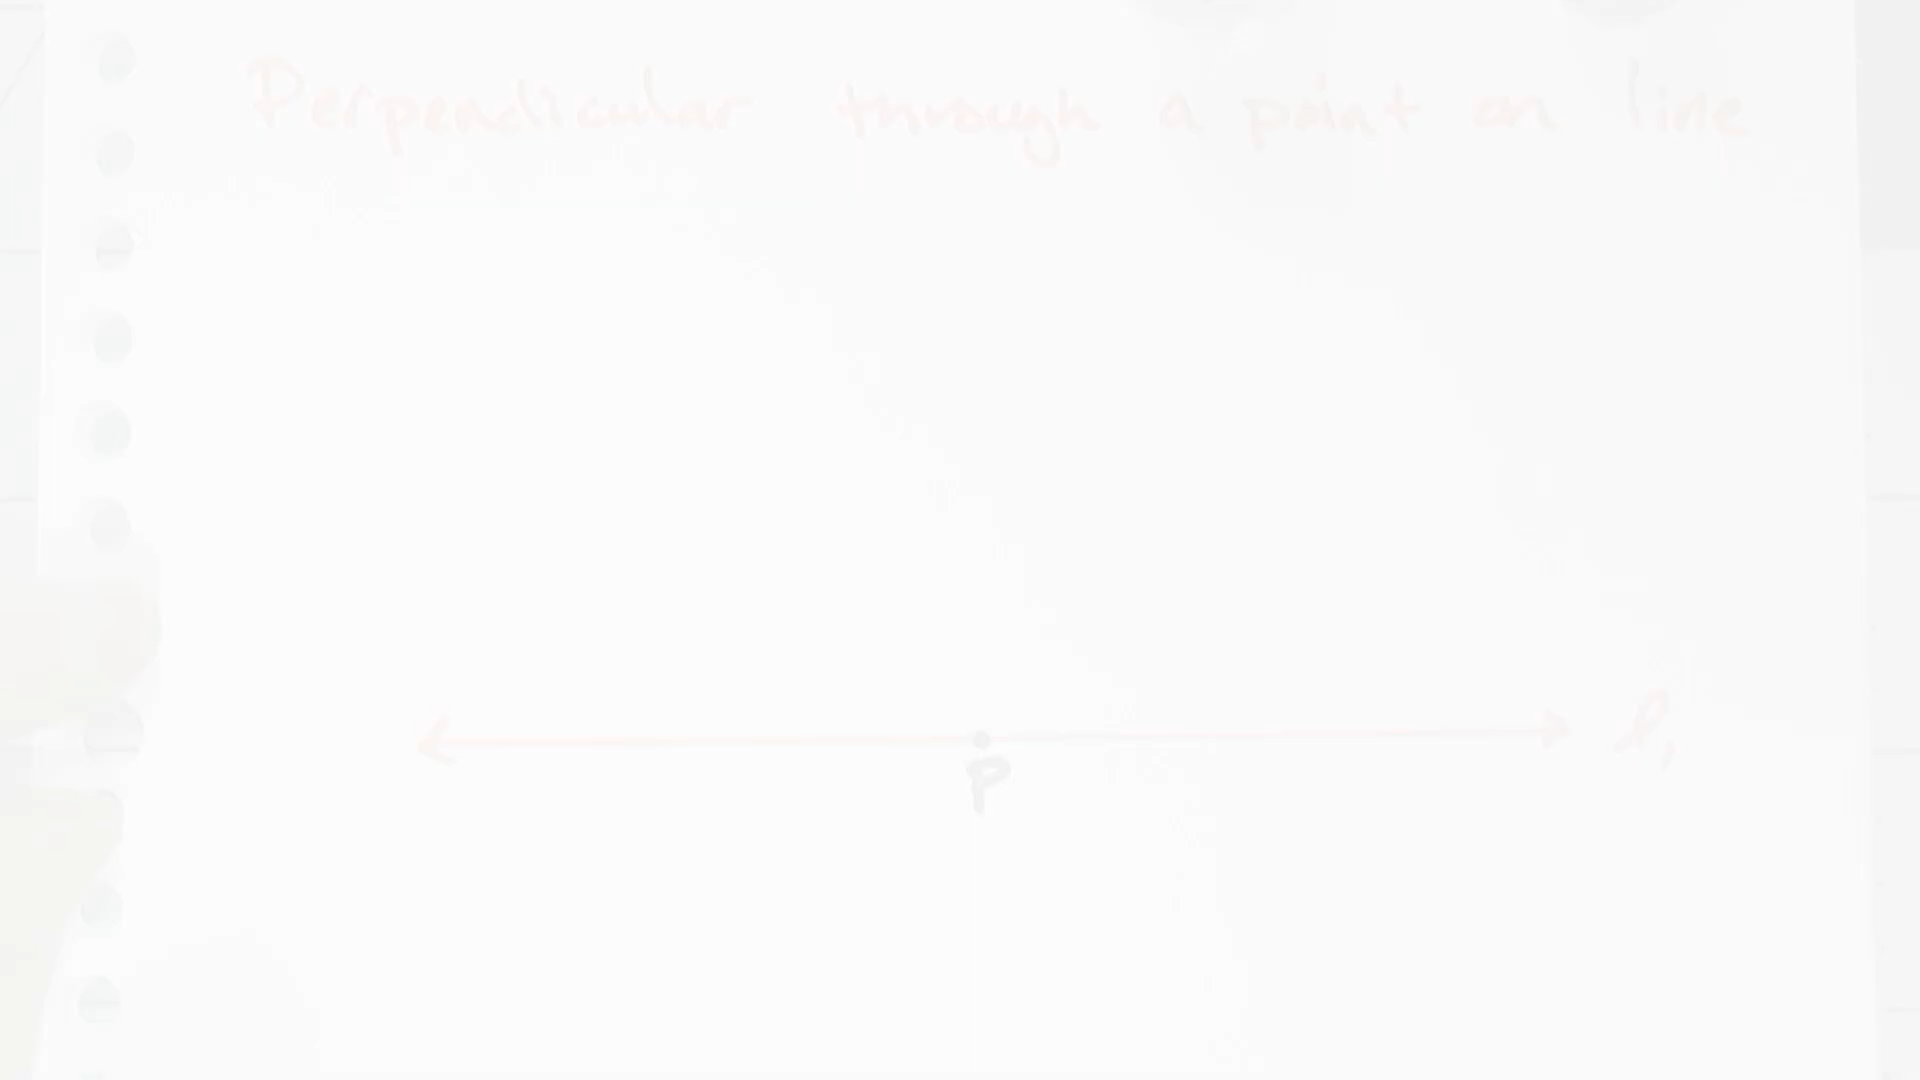 Perpendicular through a point on line
l,
P